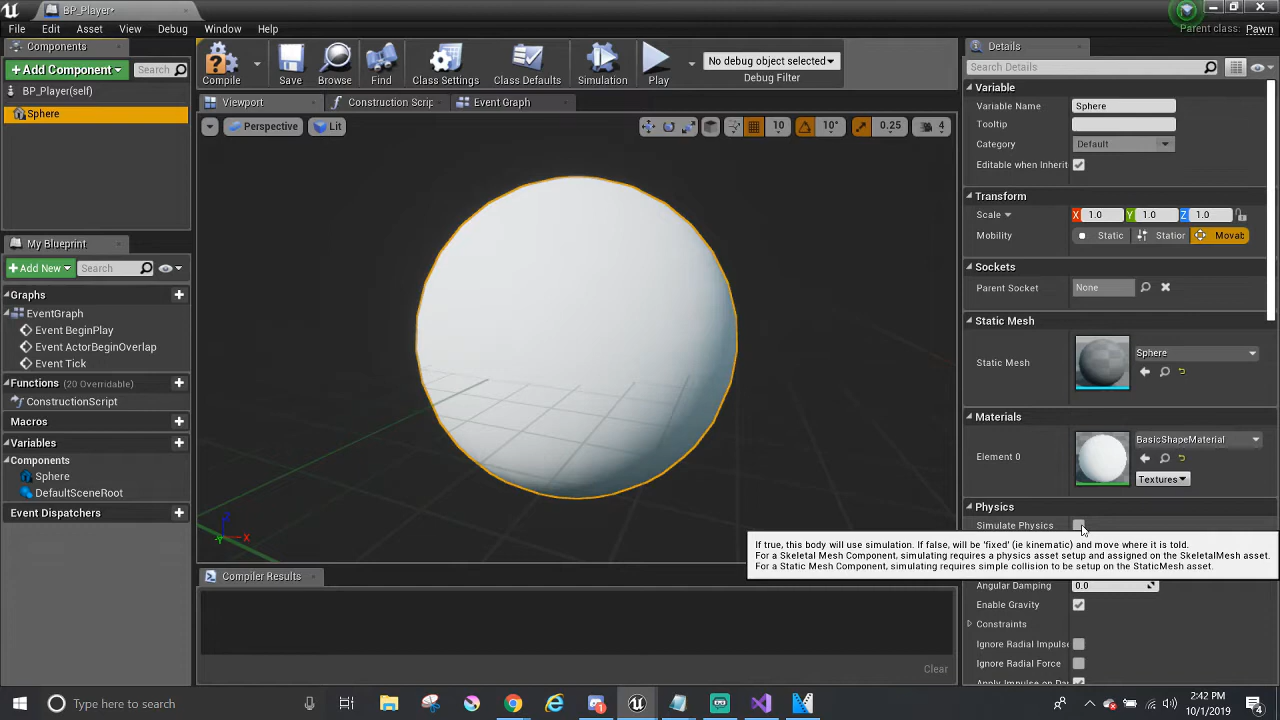 BP_Player*
File Edit Asset View Debug Window Help
Parent class: Pawn
Components
+ Add Component
Search
BP_Player(self)
Sphere
Compile
Save
Browse
Find
Class Settings
Class Defaults
Simulation
Play
No debug object selected
Debug Filter
Viewport
Construction Scrip
Event Graph
Perspective
Lit
10
10°
0.25
4
X
My Blueprint
+ Add New
Search
Graphs
EventGraph
Event BeginPlay
Event ActorBeginOverlap
Event Tick
Functions (20 Overridable)
ConstructionScript
Macros
Variables
Components
Sphere
DefaultSceneRoot
Event Dispatchers
Compiler Results
Clear
Details
Search Details
Variable
Variable Name Sphere
Tooltip
Category Default
Editable when Inherit
Transform
Scale X 1.0 Y 1.0 Z 1.0
Mobility Static Station Movab
Sockets
Parent Socket None
Static Mesh
Static Mesh Sphere
Materials
Element 0 BasicShapeMaterial
Textures
Physics
Simulate Physics
If true, this body will use simulation. If false, will be 'fixed' (ie kinematic) and move where it is told.
For a Skeletal Mesh Component, simulating requires a physics asset setup and assigned on the SkeletalMesh asset.
For a Static Mesh Component, simulating requires simple collision to be setup on the StaticMesh asset.
Angular Damping 0.0
Enable Gravity
Constraints
Ignore Radial Impulse
Ignore Radial Force
Apply Impulse on Da
Type here to search
2:42 PM
10/1/2019
4